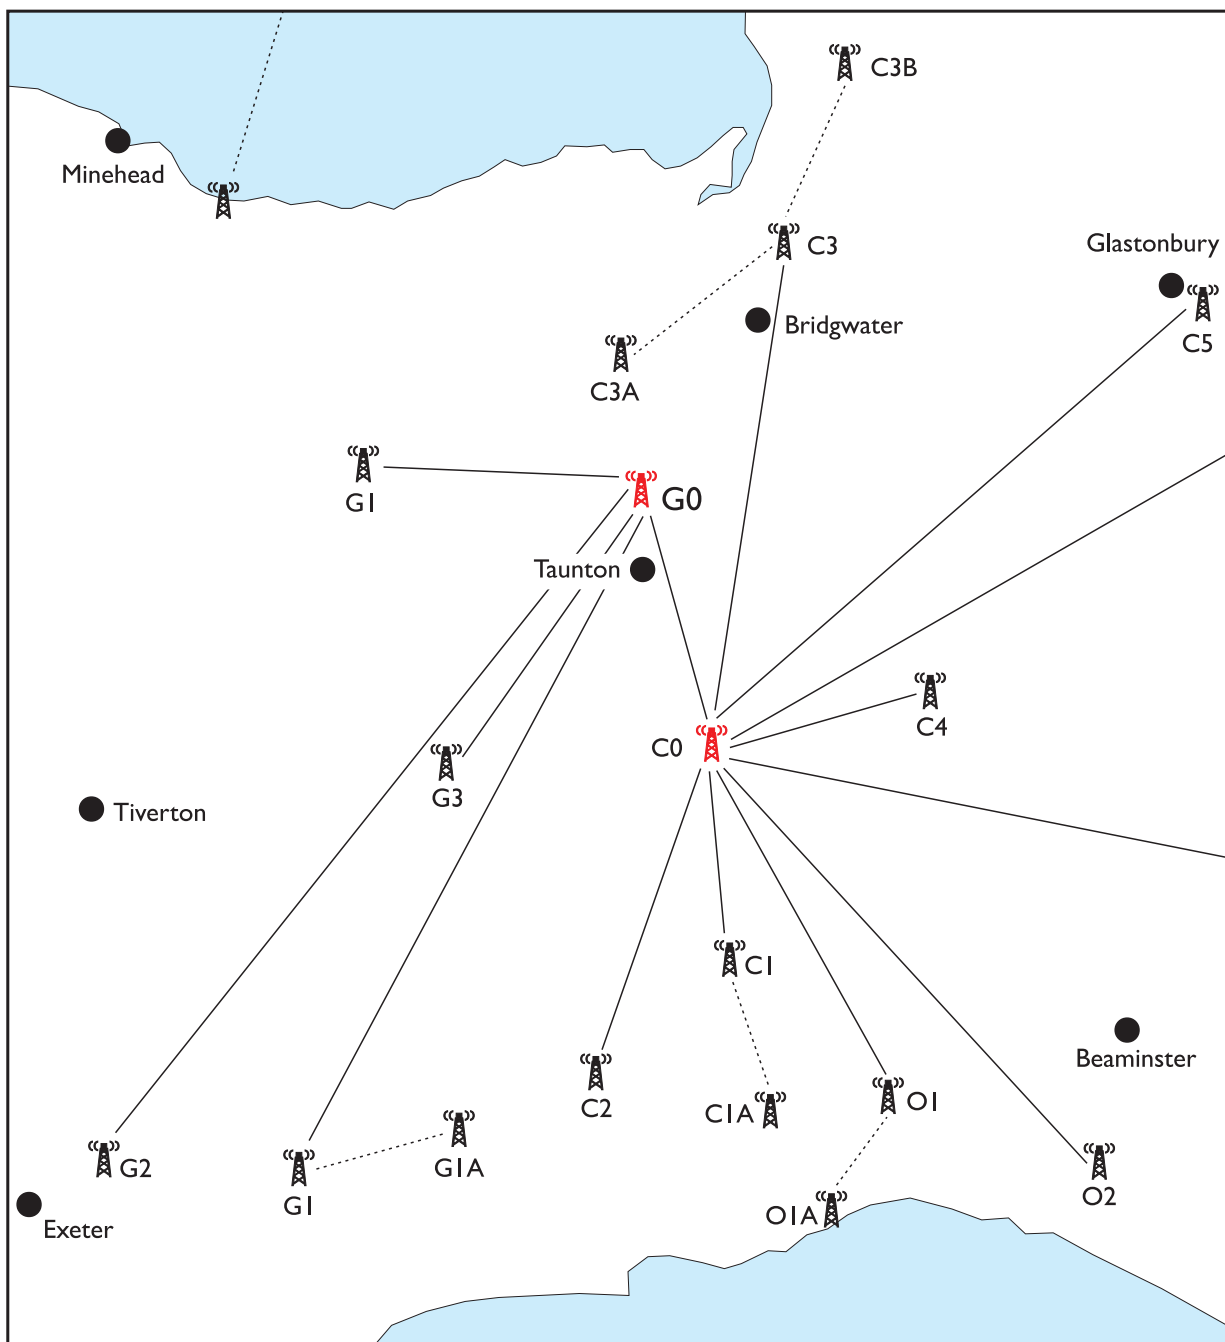 C3B
Minehead
C3
Glastonbury
Bridgwater
C5
C3A
G1
G0
Taunton
C4
C0
G3
Tiverton
C1
Beaminster
C2
C1A
O1
G2
G1A
G1
O2
O1A
Exeter